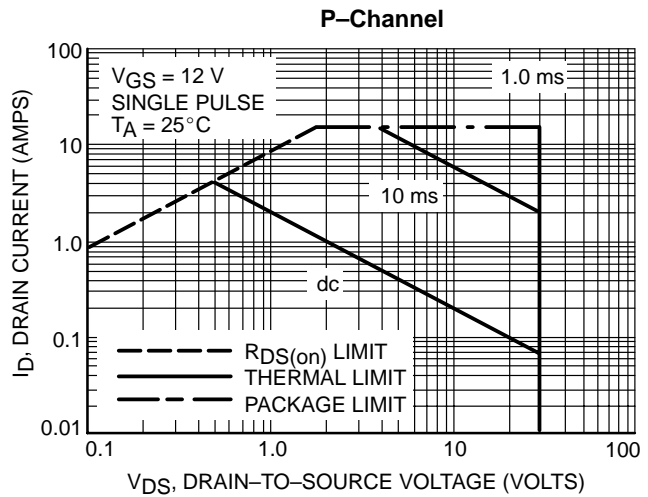 P–Channel
100
10
1.0
0.1
0.01
ID, DRAIN CURRENT (AMPS)
VGS = 12 V
SINGLE PULSE
TA = 25°C
1.0 ms
10 ms
dc
RDS(on) LIMIT
THERMAL LIMIT
PACKAGE LIMIT
0.1
1.0
10
100
VDS, DRAIN–TO–SOURCE VOLTAGE (VOLTS)